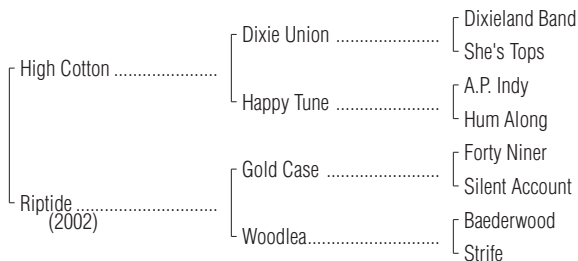 Dixieland Band
Dixie Union ....................
She's Tops
High Cotton ....................
A.P. Indy
Happy Tune ....................
Hum Along
Forty Niner
Gold Case ......................
Silent Account
Riptide ...........................
(2002)
Baederwood
Woodlea.........................
Strife